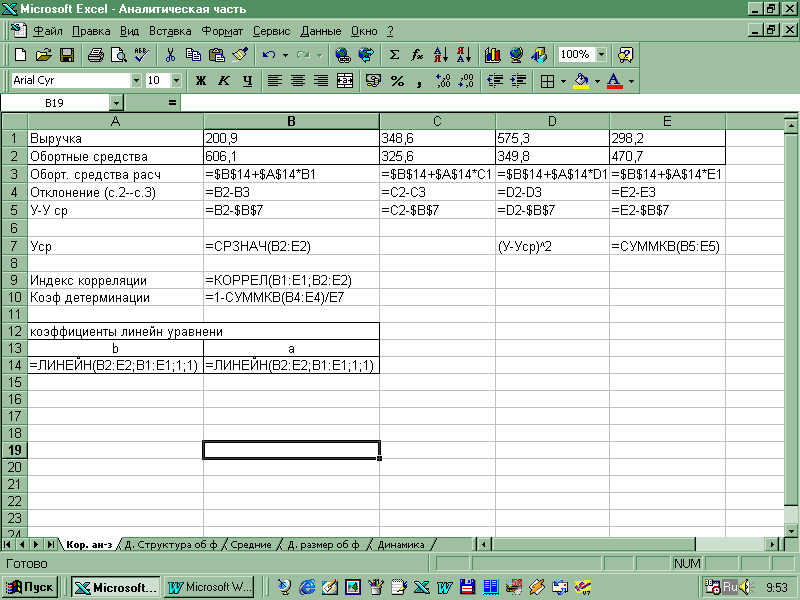 Microsoft Excel - Аналитическая часть
Файл Правка Вид Вставка Формат Сервис Данные Окно ?
100%
Arial Cyr 10 Ж К Ч
B19 =
A B C D E
1 Выручка 200,9 348,6 575,3 298,2
2 Обортные средства 606,1 325,6 349,8 470,7
3 Оборт. средства расч =$B$14+$A$14*B1 =$B$14+$A$14*C1 =$B$14+$A$14*D1 =$B$14+$A$14*E1
4 Отклонение (с.2--с.3) =B2-B3 =C2-C3 =D2-D3 =E2-E3
5 У-У ср =B2-$B$7 =C2-$B$7 =D2-$B$7 =E2-$B$7
6
7 Уср =СРЗНАЧ(B2:E2) (У-Уср)^2 =СУММКВ(B5:E5)
8
9 Индекс корреляции =КОРРЕЛ(B1:E1;B2:E2)
10 Коэф детерминации =1-СУММКВ(B4:E4)/E7
11
12 коэффициенты линейн уравнени
13 b a
14 =ЛИНЕЙН(B2:E2;B1:E1;1;1) =ЛИНЕЙН(B2:E2;B1:E1;1;1)
15
16
17
18
19
20
21
22
23
24
Кор. ан-з Д. Структура об ф Средние Д. размер об ф Динамика
Готово NUM
Пуск Microsoft... Microsoft W... Ru 9:53